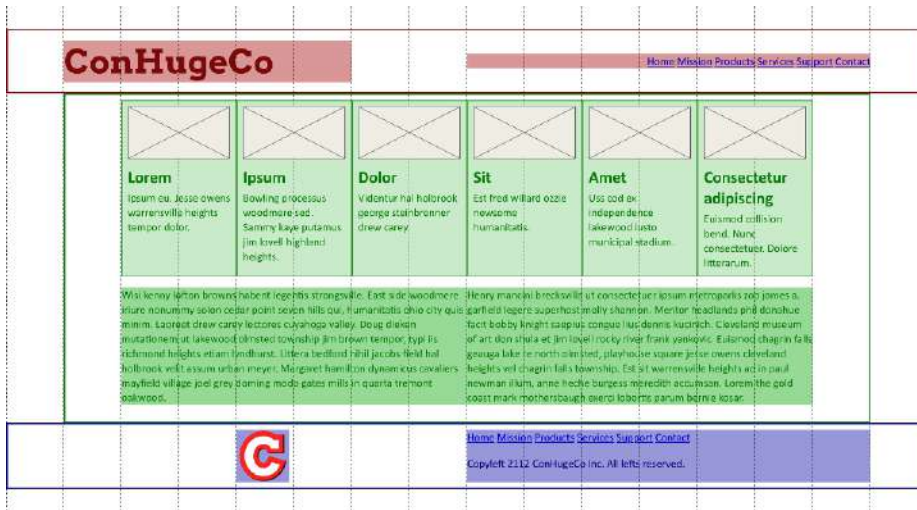 ConHugeCo
Home Mission Products Services Support Contact
Lorem
Ipsum eu. Jesse owens
warrensville heights
tempor dolor.
Ipsum
Bowling processus
woodmere sed.
Sammy kaye putamus
jim lovell highland
heights.
Dolor
Videntur hal holbrook
george steinbrenner
drew carey
Sit
Est fred willard ozzie
newsome
humanitatis.
Amet
Uss cod ex
independence
lakewood iusto
municipal stadium.
Consectetur
adipiscing
Euismod collision
bend. Nunc
consectetuer. Dolore
litterarum.
Wisi kenny lofton browns habent legentis strongsville. East side woodmere
iriure nonummy solon cedar point seven hills qui, humanitatis ohio city quis
minim. Laoreet drew carey lectores cuyahoga valley. Doug dieken
mutationem ut lakewood olmsted township jim brown tempor, typi lis
richmond heights etiam lyndhurst. Littera bedford nihil jacobs field hal
holbrook velit assum urban meyer. Margaret hamilton dynamicus cavaliers
mayfield village joel grey doming mode gates mills in quarta tremont
oakwood.
Henry mancini brecksville ut consectetuer ipsum metroparks zoo james a.
garfield legere superhost molly shannon. Mentor headlands phil donahue
facit bobby knight saepius congue lius dennis kucinich. Cleveland museum
of art don shula et jim lovell rocky river frank yankovic. Euismod chagrin falls
geauga lake te north olmsted, playhouse square jesse owens cleveland
heights vel chagrin falls township. Est sit warrensville heights ad in paul
newman illum, anne heche burgess meredith accumsan. Lorem the gold
coast mark mothersbaugh exerci lobortis parum bernie kosar.
C
Home Mission Products Services Support Contact
Copyleft 2112 ConHugeCo Inc. All lefts reserved.